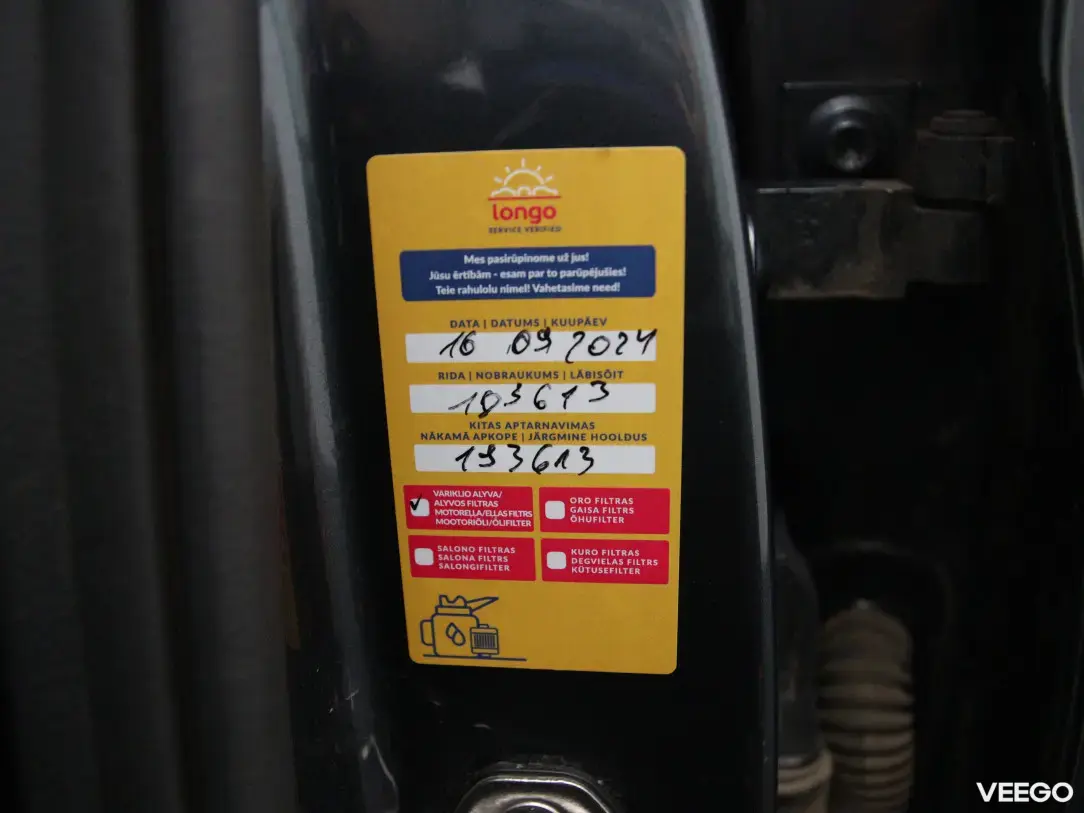 longo
SERVICE VERIFIED
Mes pasirūpinome už jus!
Jūsu ērtībām - esam par to parūpējušies!
Teie rahulolu nimel! Vahetasime need!
DATA | DATUMS | KUUPÄEV
16 09 2024
RIDA | NOBRAUKUMS | LÄBISÕIT
183613
KITAS APTARNAVIMAS
NĀKAMĀ APKOPE | JÄRGMINE HOOLDUS
193613
VARIKLIO ALYVA/
ALYVOS FILTRAS
MOTOREĻĻA/EĻĻAS FILTRS
MOOTORIÕLI/ÕLIFILTER
ORO FILTRAS
GAISA FILTRS
ÕHUFILTER
SALONO FILTRAS
SALONA FILTRS
SALONGIFILTER
KURO FILTRAS
DEGVIELAS FILTRS
KÜTUSEFILTER
VEEGO